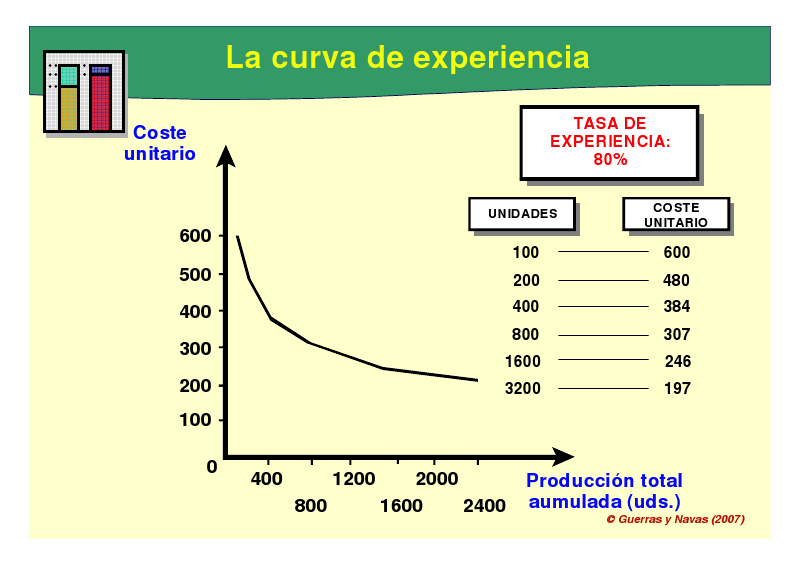 La curva de experiencia
Coste
unitario
TASA DE
EXPERIENCIA:
80%
UNIDADES
COSTE
UNITARIO
100 600
200 480
400 384
800 307
1600 246
3200 197
600
500
400
300
200
100
0
400 1200 2000
800 1600 2400
Producción total
aumulada (uds.)
© Guerras y Navas (2007)